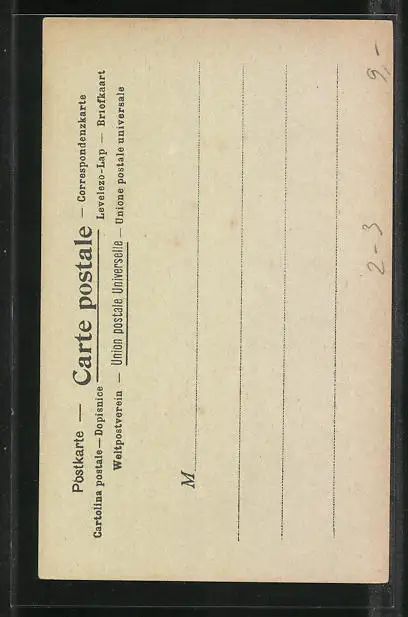 Postkarte — Carte postale — Correspondenzkarte
Cartolina postale — Dopisnice Levelezo-Lap — Briefkaart
Weltpostverein — Union postale Universelle — Unione postale universale
M
2-3
9,-